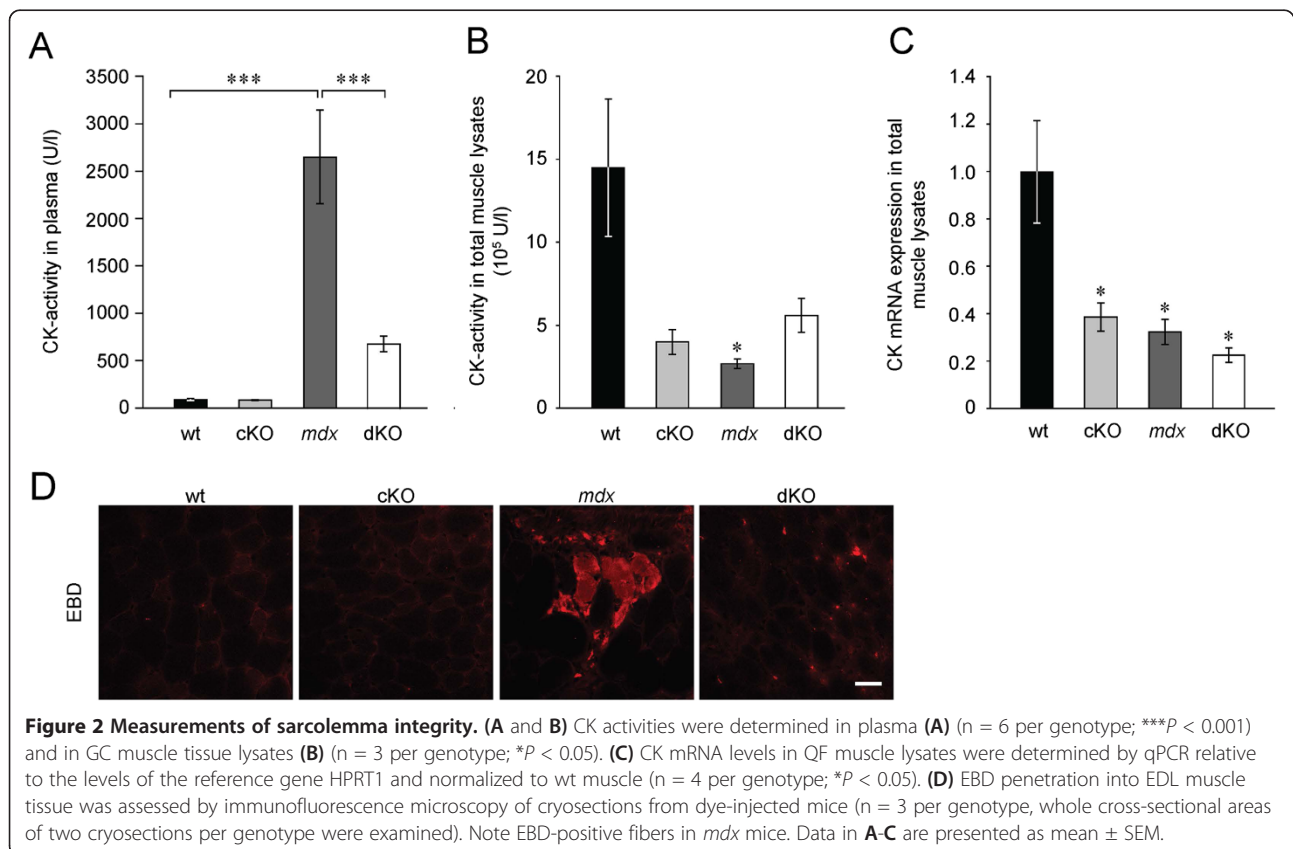 A
CK-activity in plasma (U/l)
3500
3000
2500
2000
1500
1000
500
0
***
***
wt
cKO
mdx
dKO
B
CK-activity in total muscle lysates
(10⁵ U/l)
20
15
10
5
0
*
wt
cKO
mdx
dKO
C
CK mRNA expression in total
muscle lysates
1.4
1.2
1.0
0.8
0.6
0.4
0.2
0
*
*
*
wt
cKO
mdx
dKO
D
wt
cKO
mdx
dKO
EBD
Figure 2 Measurements of sarcolemma integrity. (A and B) CK activities were determined in plasma (A) (n = 6 per genotype; ***P < 0.001)
and in GC muscle tissue lysates (B) (n = 3 per genotype; *P < 0.05). (C) CK mRNA levels in QF muscle lysates were determined by qPCR relative
to the levels of the reference gene HPRT1 and normalized to wt muscle (n = 4 per genotype; *P < 0.05). (D) EBD penetration into EDL muscle
tissue was assessed by immunofluorescence microscopy of cryosections from dye-injected mice (n = 3 per genotype, whole cross-sectional areas
of two cryosections per genotype were examined). Note EBD-positive fibers in mdx mice. Data in A-C are presented as mean ± SEM.